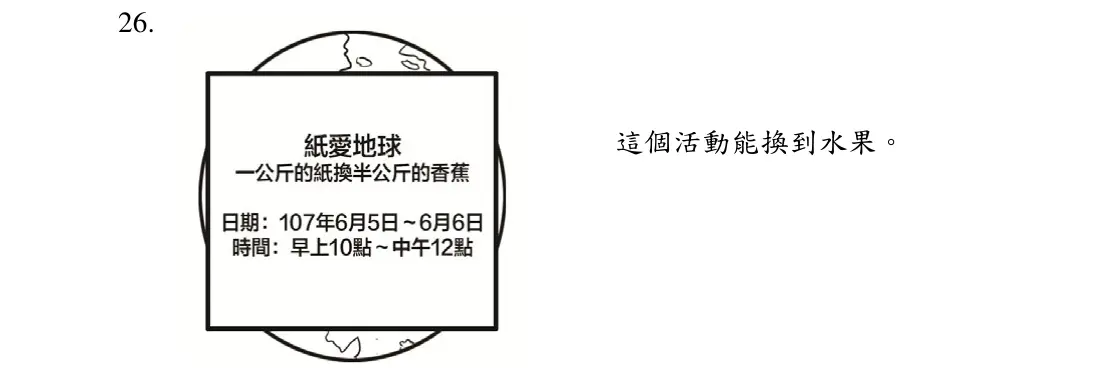 26.
紙愛地球
一公斤的紙換半公斤的香蕉
日期：107年6月5日~6月6日
時間：早上10點~中午12點
這個活動能換到水果。